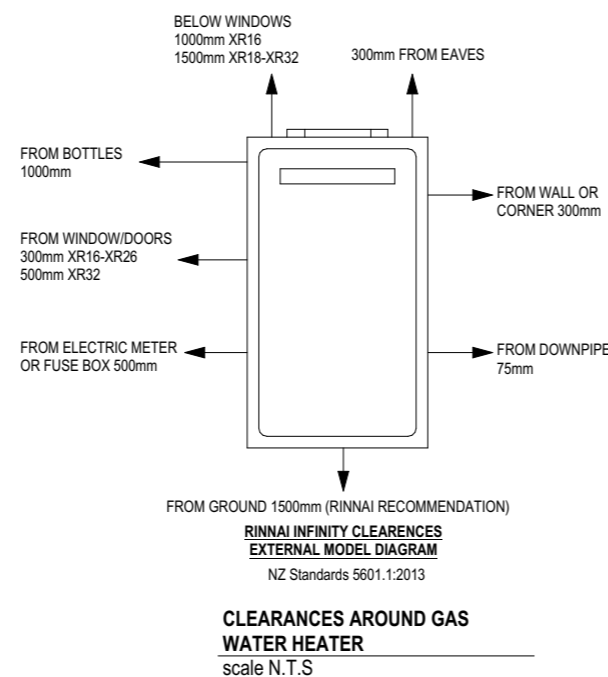 BELOW WINDOWS
1000mm XR16
1500mm XR18-XR32
300mm FROM EAVES
FROM BOTTLES
1000mm
FROM WALL OR
CORNER 300mm
FROM WINDOW/DOORS
300mm XR16-XR26
500mm XR32
FROM ELECTRIC METER
OR FUSE BOX 500mm
FROM DOWNPIPE
75mm
FROM GROUND 1500mm (RINNAI RECOMMENDATION)
RINNAI INFINITY CLEARENCES
EXTERNAL MODEL DIAGRAM
NZ Standards 5601.1:2013
CLEARANCES AROUND GAS
WATER HEATER
scale N.T.S